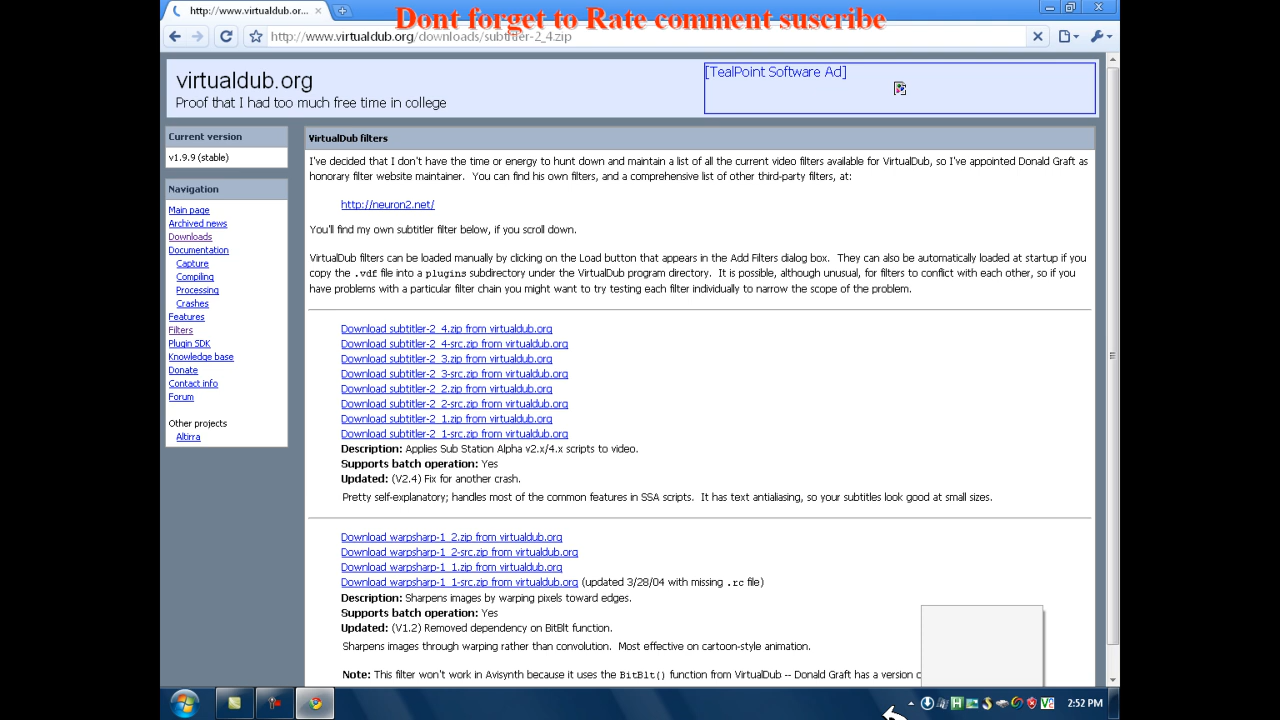 http://www.virtualdub.or...
Dont forget to Rate comment suscribe
http://www.virtualdub.org/downloads/subtitler-2_4.zip
virtualdub.org
Proof that I had too much free time in college
[TealPoint Software Ad]
Current version
v1.9.9 (stable)
Navigation
Main page
Archived news
Downloads
Documentation
Capture
Compiling
Processing
Crashes
Features
Filters
Plugin SDK
Knowledge base
Donate
Contact info
Forum
Other projects
Altirra
VirtualDub filters
I've decided that I don't have the time or energy to hunt down and maintain a list of all the current video filters available for VirtualDub, so I've appointed Donald Graft as
honorary filter website maintainer. You can find his own filters, and a comprehensive list of other third-party filters, at:
http://neuron2.net/
You'll find my own subtitler filter below, if you scroll down.
VirtualDub filters can be loaded manually by clicking on the Load button that appears in the Add Filters dialog box. They can also be automatically loaded at startup if you
copy the .vdf file into a plugins subdirectory under the VirtualDub program directory. It is possible, although unusual, for filters to conflict with each other, so if you
have problems with a particular filter chain you might want to try testing each filter individually to narrow the scope of the problem.
Download subtitler-2_4.zip from virtualdub.org
Download subtitler-2_4-src.zip from virtualdub.org
Download subtitler-2_3.zip from virtualdub.org
Download subtitler-2_3-src.zip from virtualdub.org
Download subtitler-2_2.zip from virtualdub.org
Download subtitler-2_2-src.zip from virtualdub.org
Download subtitler-2_1.zip from virtualdub.org
Download subtitler-2_1-src.zip from virtualdub.org
Description: Applies Sub Station Alpha v2.x/4.x scripts to video.
Supports batch operation: Yes
Updated: (V2.4) Fix for another crash.
Pretty self-explanatory; handles most of the common features in SSA scripts. It has text antialiasing, so your subtitles look good at small sizes.
Download warpsharp-1_2.zip from virtualdub.org
Download warpsharp-1_2-src.zip from virtualdub.org
Download warpsharp-1_1.zip from virtualdub.org
Download warpsharp-1_1-src.zip from virtualdub.org (updated 3/28/04 with missing .rc file)
Description: Sharpens images by warping pixels toward edges.
Supports batch operation: Yes
Updated: (V1.2) Removed dependency on BitBlt function.
Sharpens images through warping rather than convolution. Most effective on cartoon-style animation.
Note: This filter won't work in Avisynth because it uses the BitBlt() function from VirtualDub -- Donald Graft has a version
2:52 PM